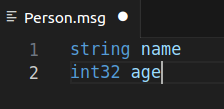 Person.msg
1 string name
2 int32 age